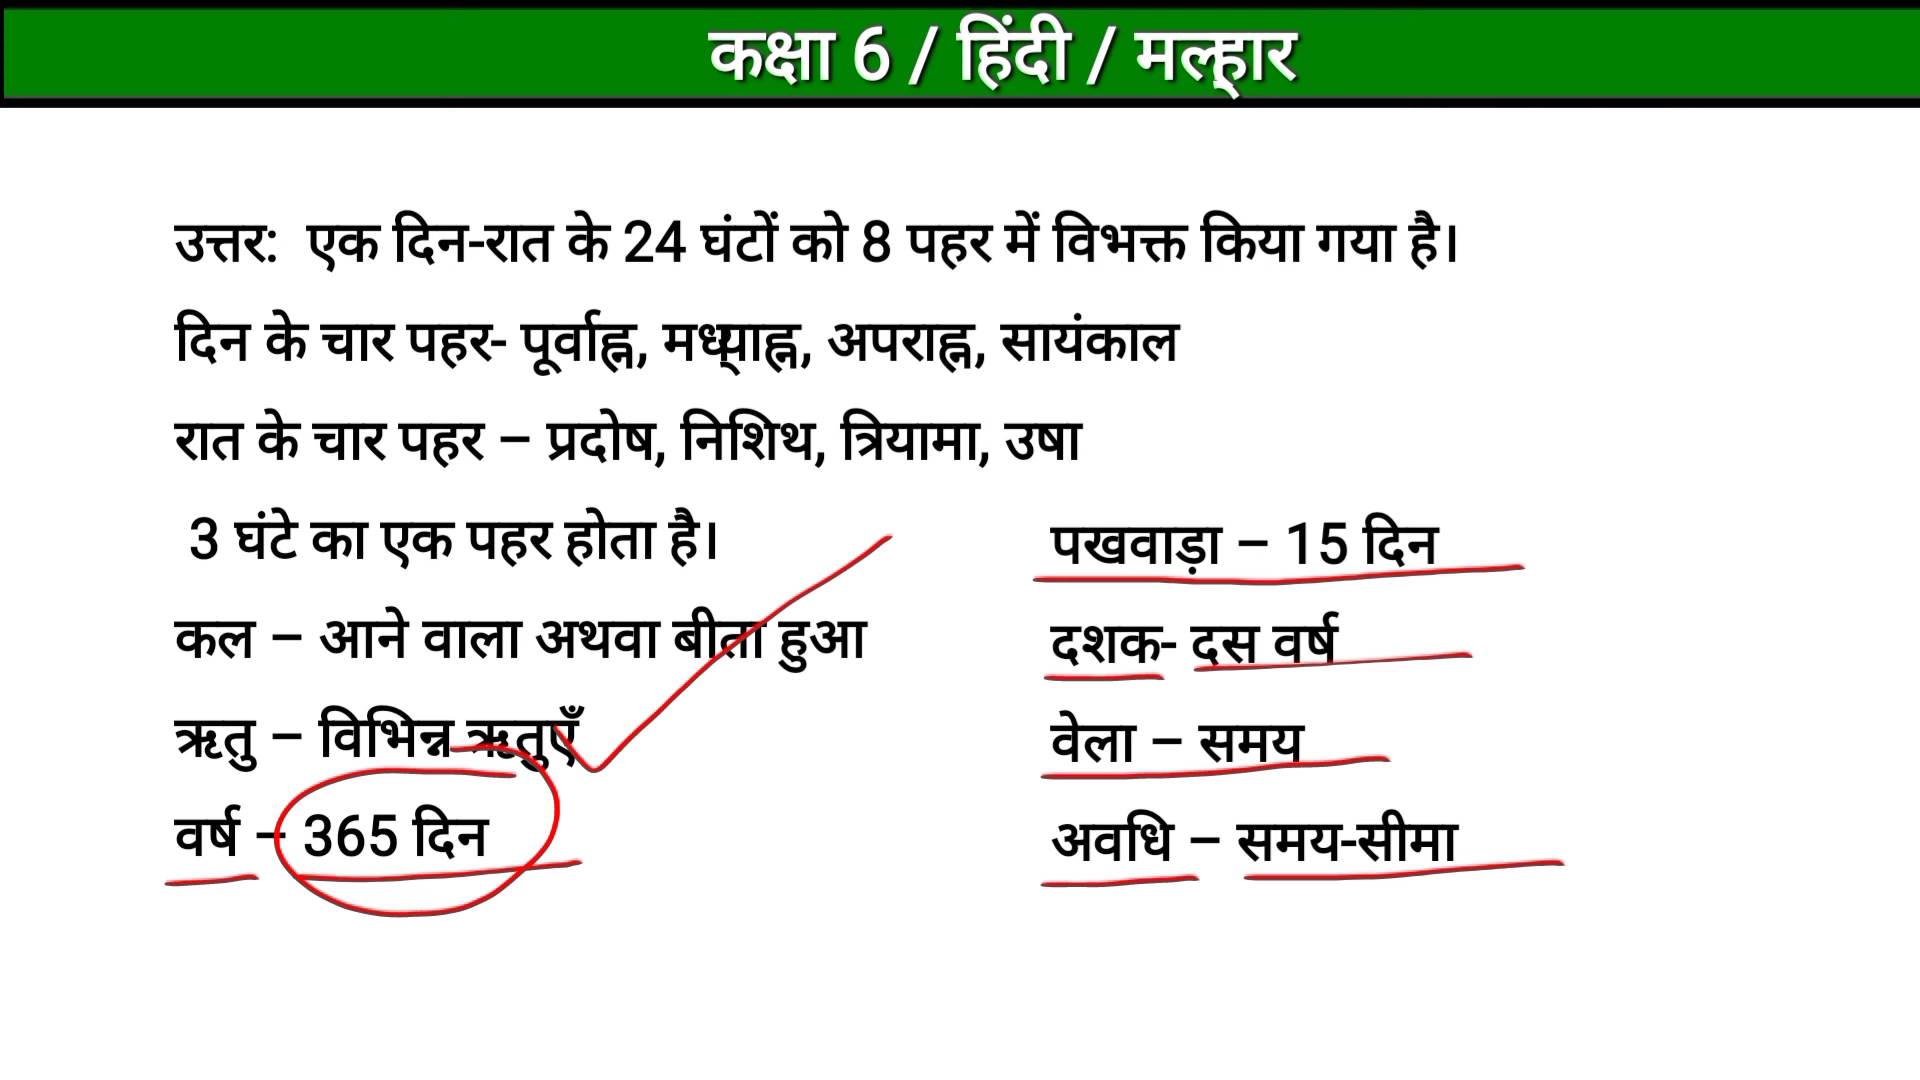 कक्षा 6 / हिंदी / मल्हार
उत्तर: एक दिन-रात के 24 घंटों को 8 पहर में विभक्त किया गया है।
दिन के चार पहर- पूर्वाह्न, मध्याह्न, अपराह्न, सायंकाल
रात के चार पहर – प्रदोष, निशिथ, त्रियामा, उषा
3 घंटे का एक पहर होता है।
कल – आने वाला अथवा बीता हुआ
ऋतु – विभिन्न ऋतुएँ
वर्ष – 365 दिन
पखवाड़ा – 15 दिन
दशक- दस वर्ष
वेला – समय
अवधि – समय-सीमा